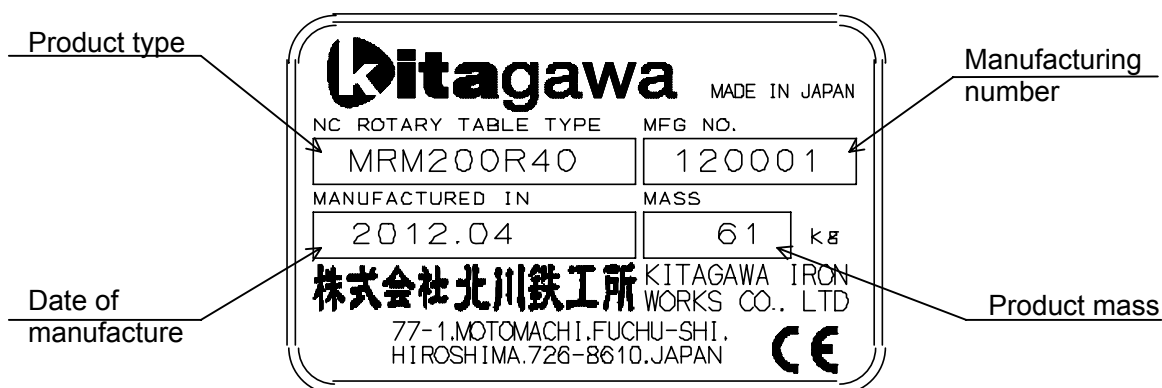 Product type
Manufacturing
number
Kitagawa MADE IN JAPAN
NC ROTARY TABLE TYPE MFG NO.
MRM200R40 120001
MANUFACTURED IN MASS
2012.04 61 kg
株式会社北川鉄工所 KITAGAWA IRON
WORKS CO., LTD
Date of
manufacture
Product mass
77-1.MOTOMACHI.FUCHU-SHI.
HIROSHIMA.726-8610.JAPAN CE